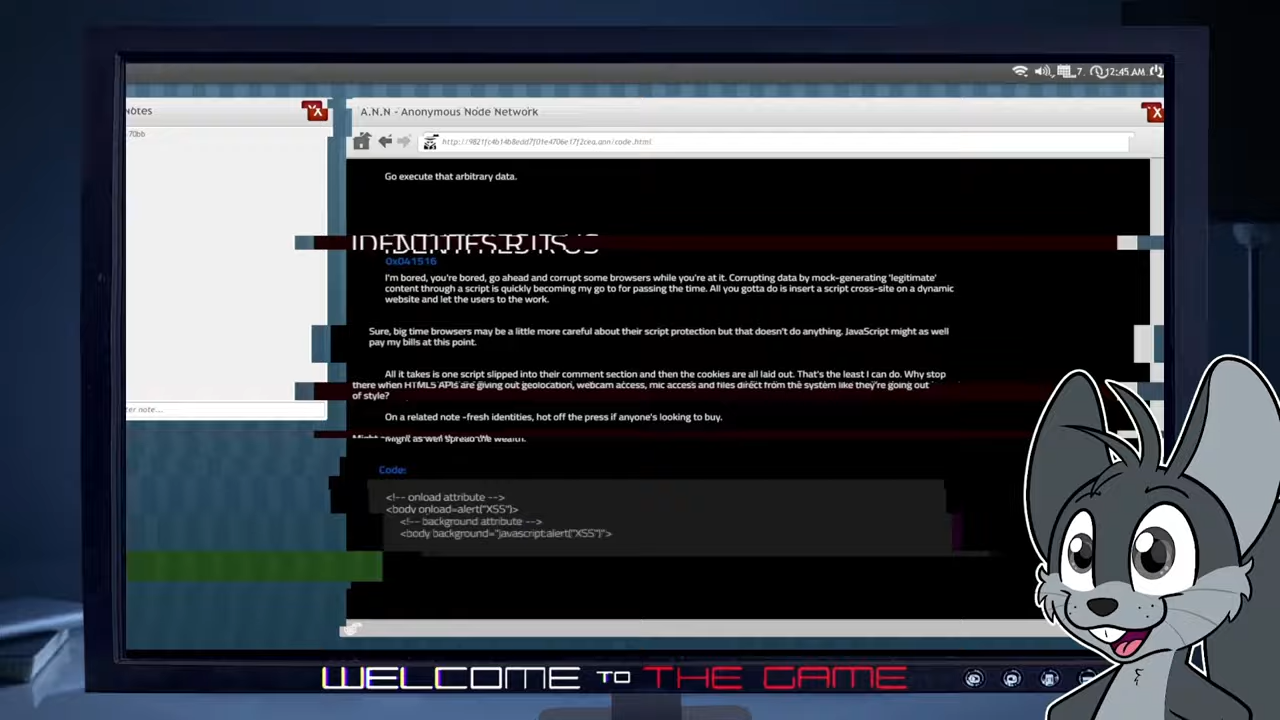 12:45 AM
A.N.N - Anonymous Node Network
70bb
Go execute that arbitrary data.
0x041516
I'm bored, you're bored, go ahead and corrupt some browsers while you're at it. Corrupting data by mock-generating 'legitimate'
content through a script is quickly becoming my go to for passing the time. All you gotta do is insert a script cross-site on a dynamic
website and let the users to the work.
Sure, big time browsers may be a little more careful about their script protection but that doesn't do anything. JavaScript might as well
pay my bills at this point.
All it takes is one script slipped into their comment section and then the cookies are all laid out. That's the least I can do. Why stop
there when HTML5 APIs are giving out geolocation, webcam access, mic access and files direct from the system like they're going out
of style?
note...
On a related note -fresh identities, hot off the press if anyone's looking to buy.
Might as well spread the wealth.
Code:
<!-- onload attribute -->
<body onload=alert("XSS")>
<!-- background attribute -->
<body background="javascript:alert("XSS")">
WELCOME TO THE GAME